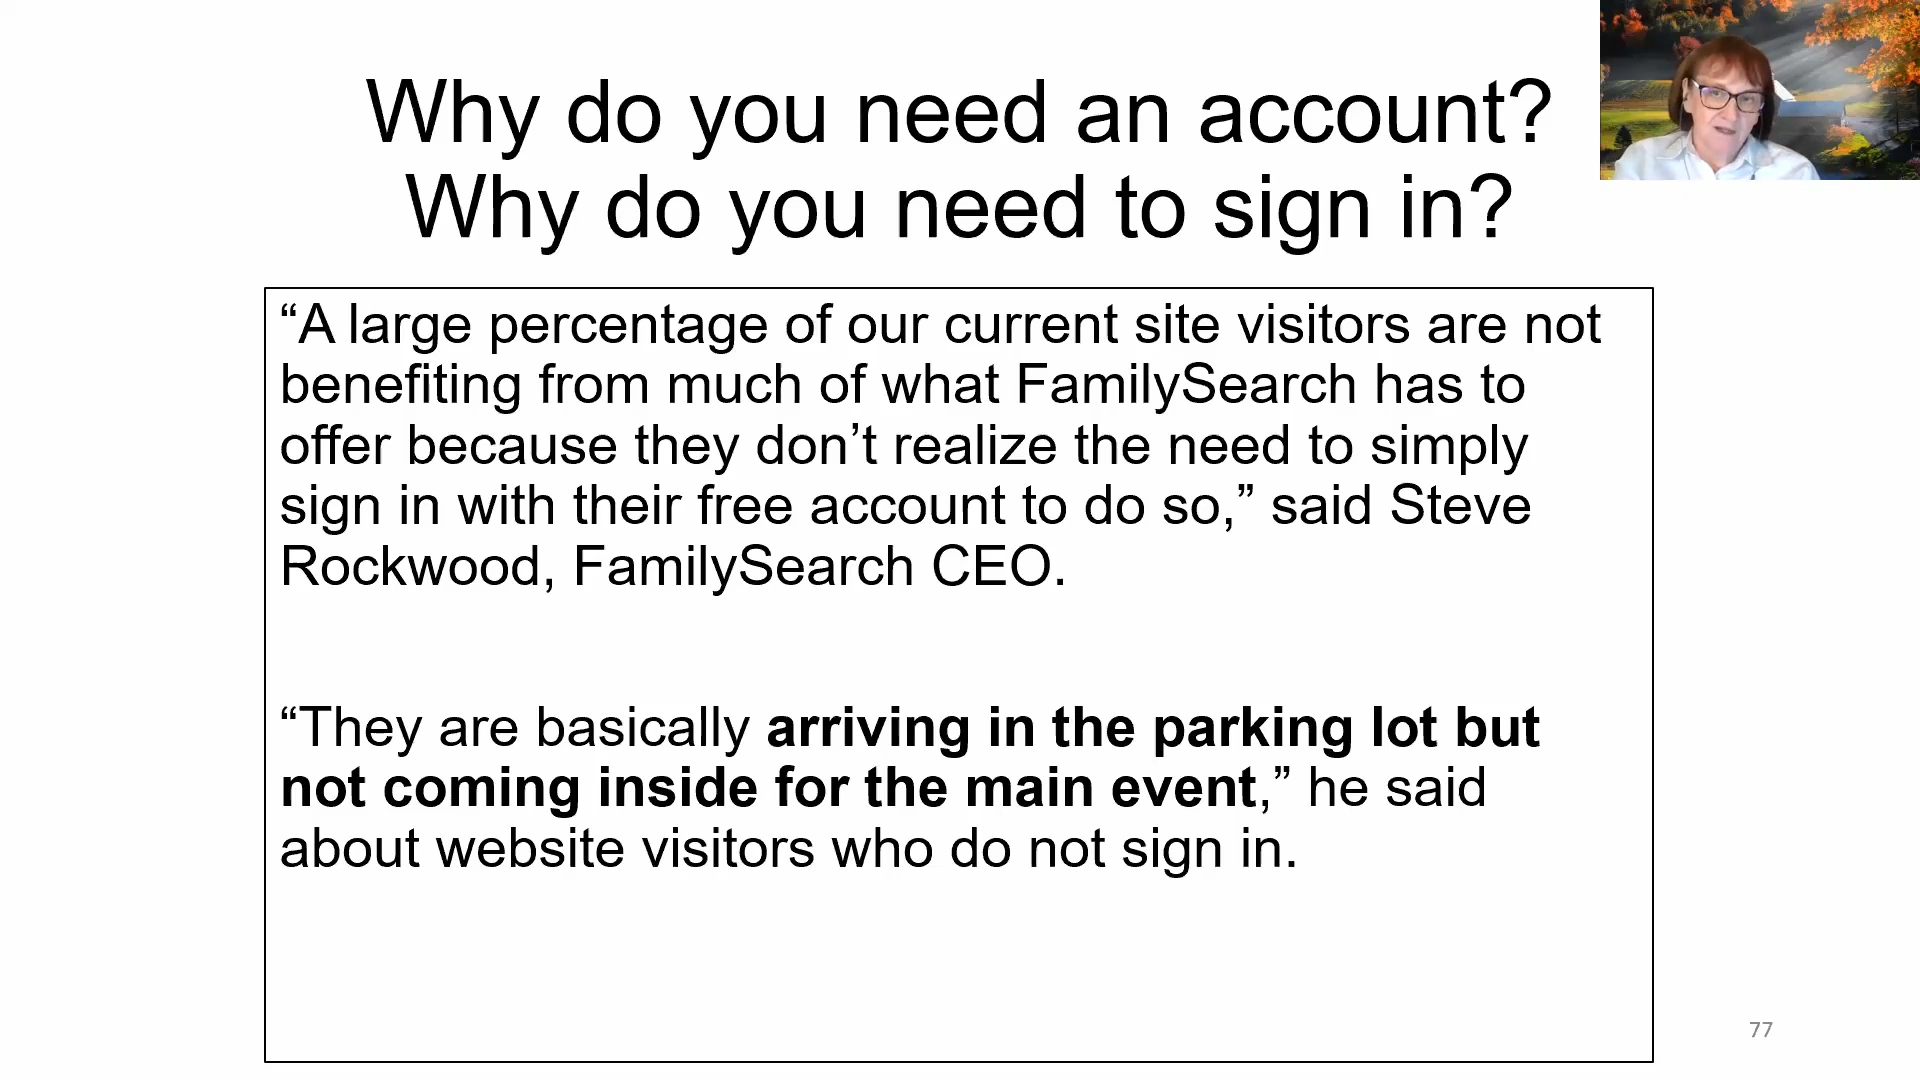 Why do you need an account?
Why do you need to sign in?
“A large percentage of our current site visitors are not
benefiting from much of what FamilySearch has to
offer because they don’t realize the need to simply
sign in with their free account to do so,” said Steve
Rockwood, FamilySearch CEO.
“They are basically arriving in the parking lot but
not coming inside for the main event,” he said
about website visitors who do not sign in.
77